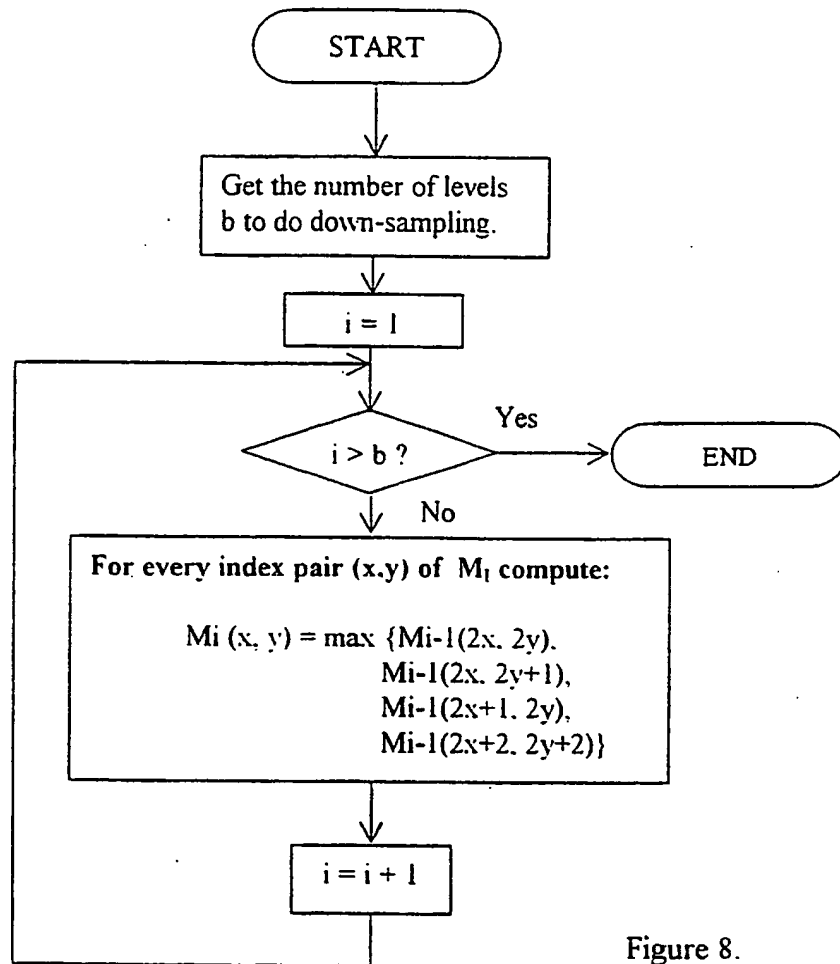 START
Get the number of levels
b to do down-sampling.
i = 1
i > b ?
Yes
END
No
For every index pair (x,y) of Mi compute:
Mi (x, y) = max {Mi-1(2x, 2y),
Mi-1(2x, 2y+1),
Mi-1(2x+1, 2y),
Mi-1(2x+2, 2y+2)}
i = i + 1
Figure 8.